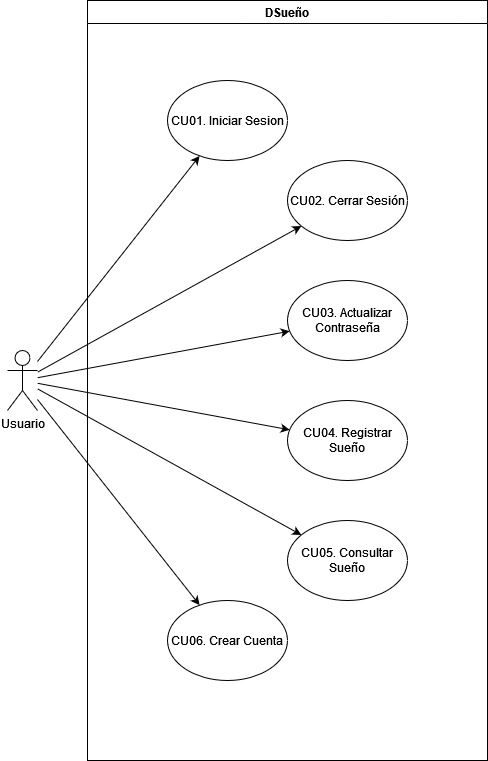 DSueño
CU01. Iniciar Sesion
CU02. Cerrar Sesión
CU03. Actualizar
Contraseña
Usuario
CU04. Registrar
Sueño
CU05. Consultar
Sueño
CU06. Crear Cuenta